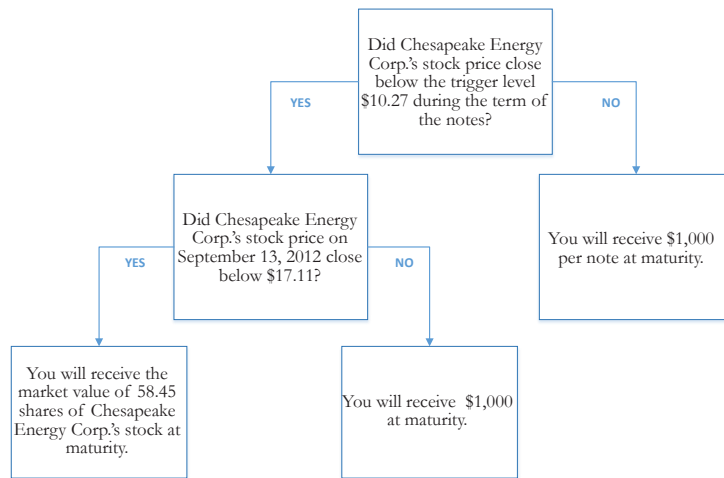 Did Chesapeake Energy
Corp.'s stock price close
below the trigger level
$10.27 during the term of
the notes?
YES
NO
Did Chesapeake Energy
Corp.'s stock price on
September 13, 2012 close
below $17.11?
You will receive $1,000
per note at maturity.
YES
NO
You will receive the
market value of 58.45
shares of Chesapeake
Energy Corp.'s stock at
maturity.
You will receive $1,000
at maturity.